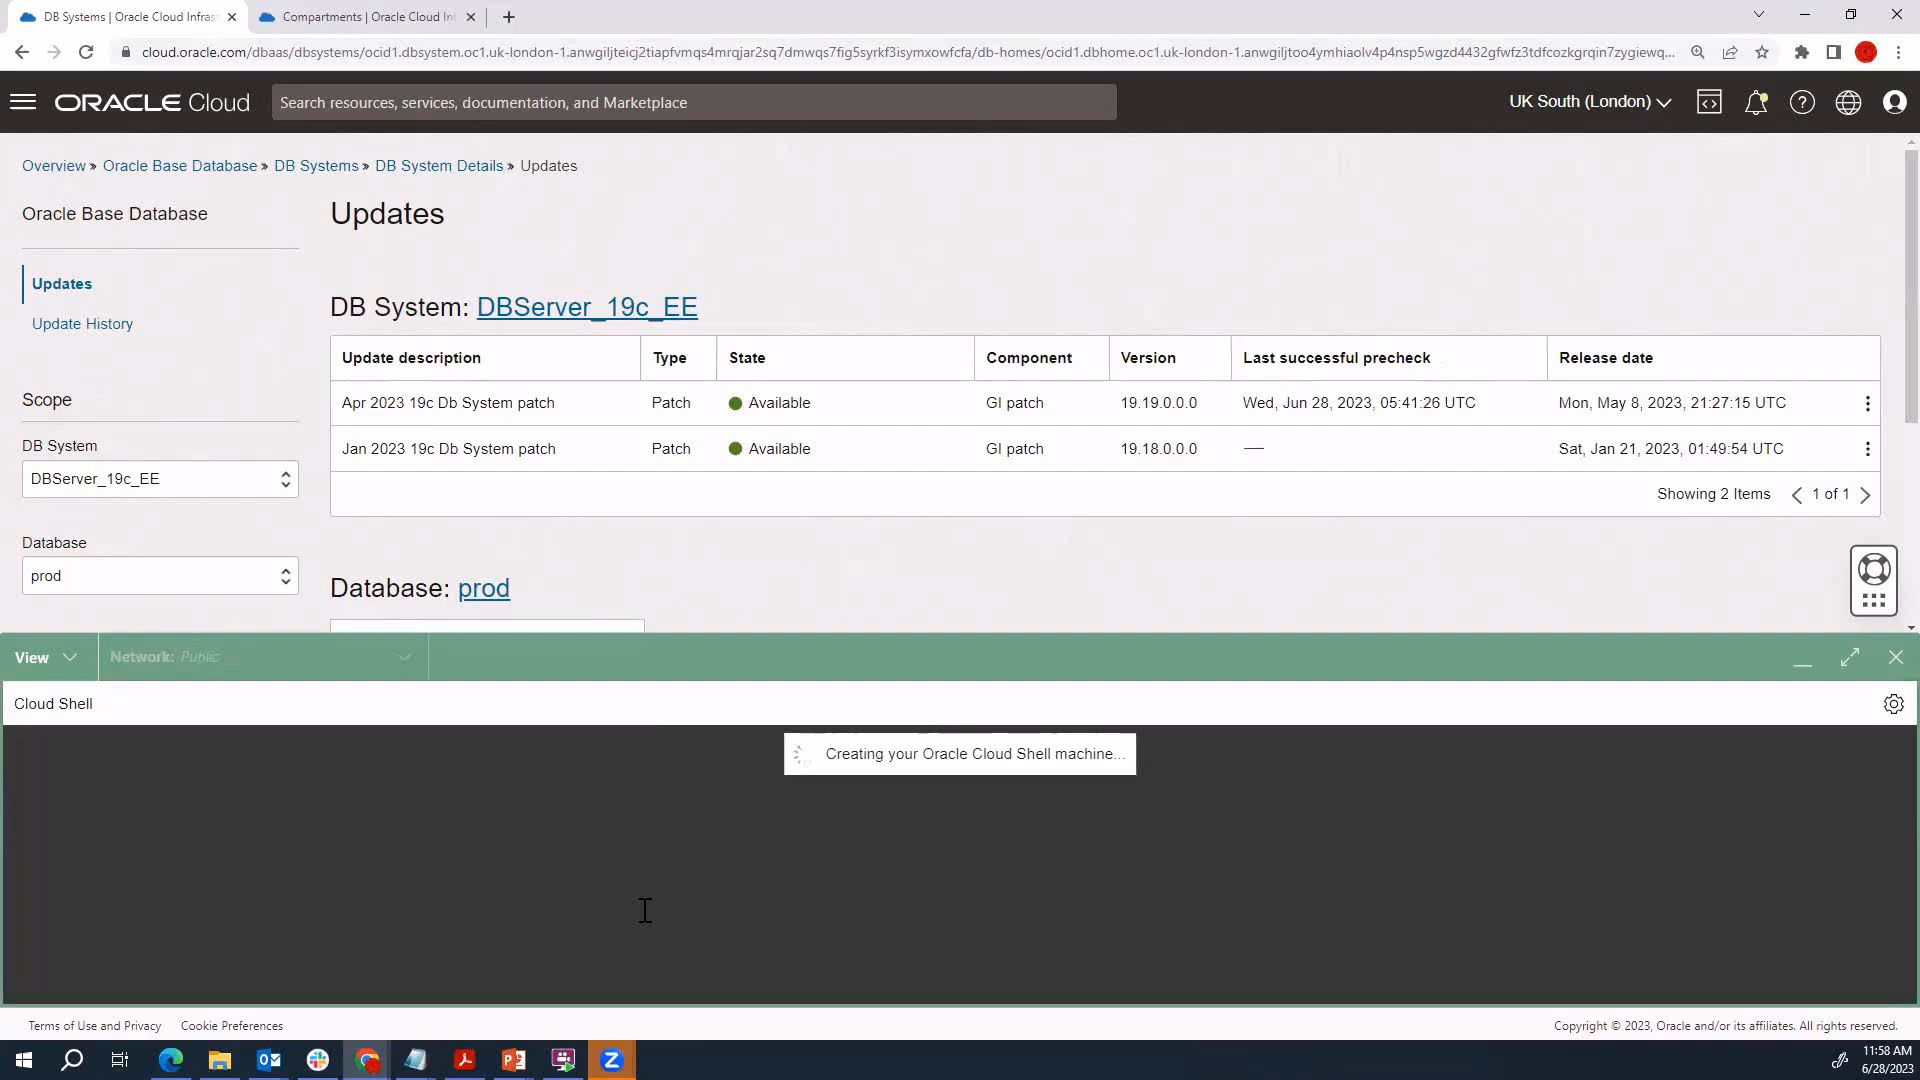 DB Systems | Oracle Cloud Infras
Compartments | Oracle Cloud Int
cloud.oracle.com/dbaas/dbsystems/ocid1.dbsystem.oc1.uk-london-1.anwgiljteicj2tiapfvmqs4mrqjar2sq7dmwqs7fig5syrkf3isymxowfcfa/db-homes/ocid1.dbhome.oc1.uk-london-1.anwgiljtoo4ymhiaolv4p4nsp5wgzd4432gfwfz3tdfcozkgrqin7zygiewq...
ORACLE Cloud
Search resources, services, documentation, and Marketplace
UK South (London)
Overview » Oracle Base Database » DB Systems » DB System Details » Updates
Oracle Base Database
Updates
Update History
Scope
DB System
DBServer_19c_EE
Database
prod
Updates
DB System: DBServer_19c_EE
Update description Type State Component Version Last successful precheck Release date
Apr 2023 19c Db System patch Patch Available GI patch 19.19.0.0.0 Wed, Jun 28, 2023, 05:41:26 UTC Mon, May 8, 2023, 21:27:15 UTC
Jan 2023 19c Db System patch Patch Available GI patch 19.18.0.0.0 — Sat, Jan 21, 2023, 01:49:54 UTC
Showing 2 Items < 1 of 1 >
Database: prod
View
Network: Public
Cloud Shell
Creating your Oracle Cloud Shell machine...
Terms of Use and Privacy Cookie Preferences
Copyright © 2023, Oracle and/or its affiliates. All rights reserved.
11:58 AM
6/28/2023